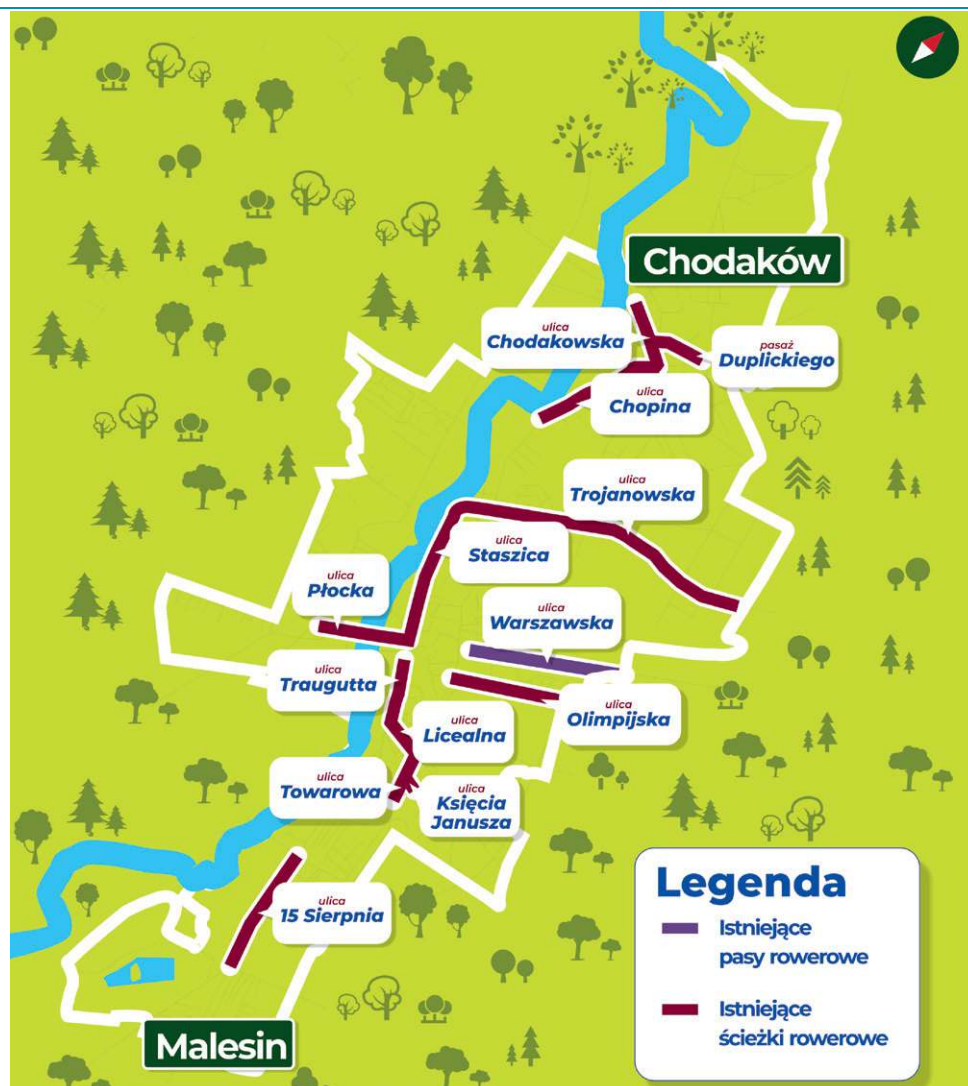 Chodaków
ulica
Chodakowska
pasaż
Duplickiego
ulica
Chopina
ulica
Trojanowska
ulica
Staszica
ulica
Płocka
ulica
Warszawska
ulica
Traugutta
ulica
Olimpijska
ulica
Licealna
ulica
Towarowa
ulica
Księcia
Janusza
ulica
15 Sierpnia
Malesin
Legenda
Istniejące
pasy rowerowe
Istniejące
ścieżki rowerowe